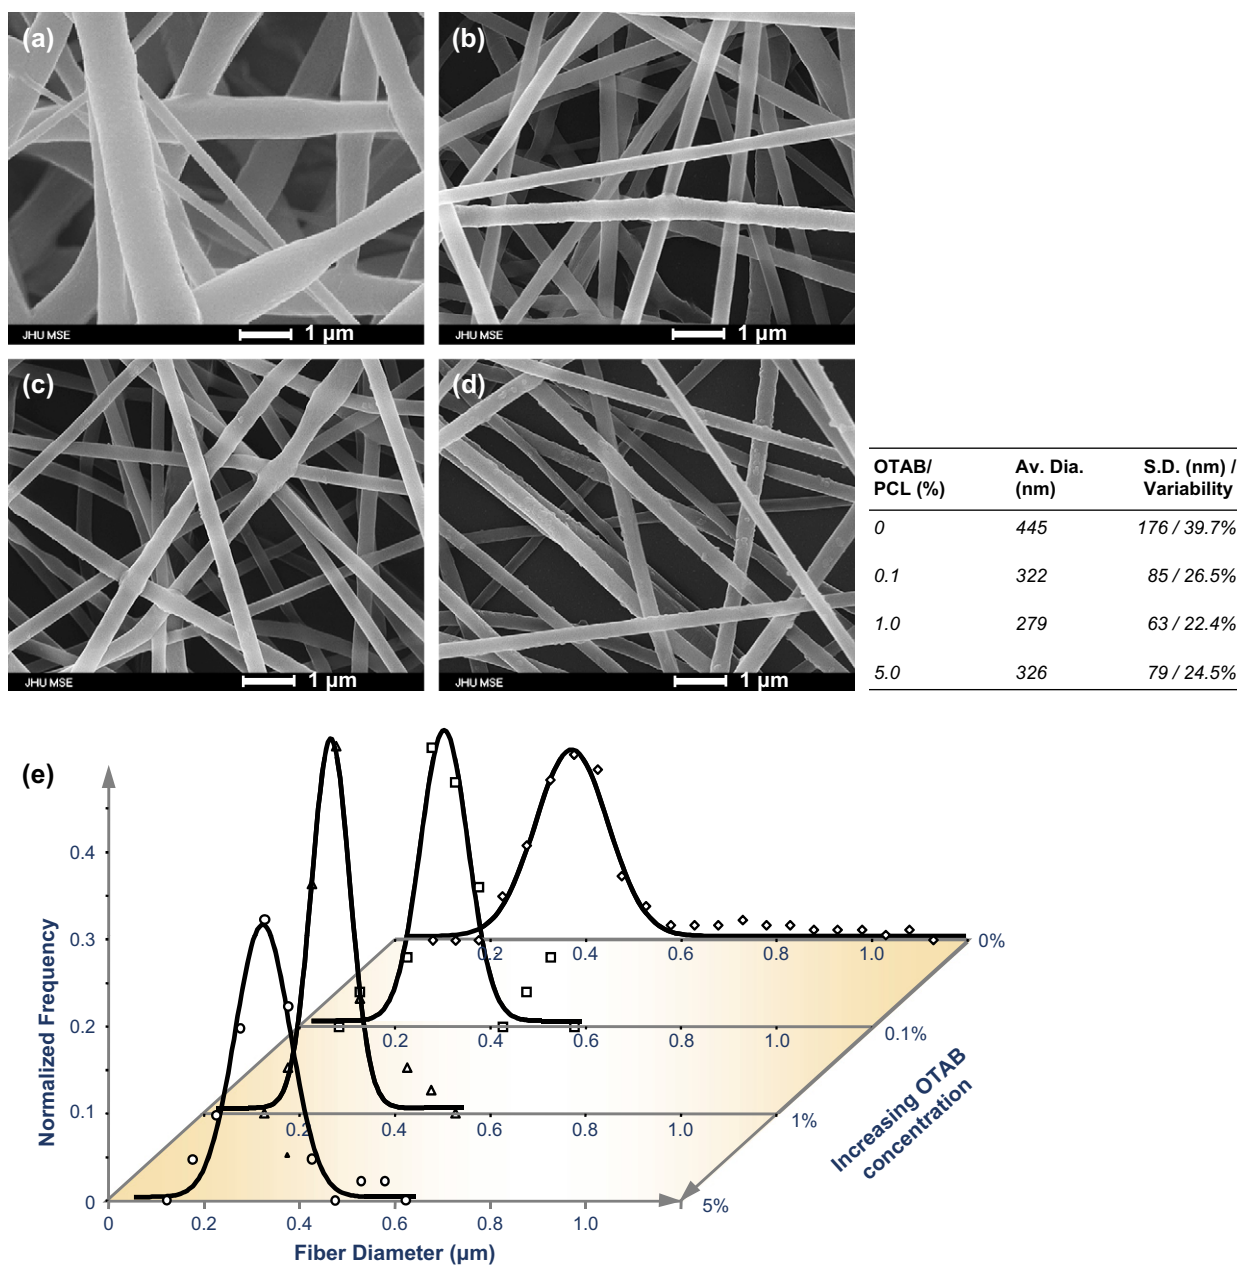 (a)
JHU MSE
1 µm
(b)
JHU MSE
1 µm
(c)
JHU MSE
1 µm
(d)
JHU MSE
1 µm
OTAB/ Av. Dia. S.D. (nm) /
PCL (%) (nm) Variability
0 445 176 / 39.7%
0.1 322 85 / 26.5%
1.0 279 63 / 22.4%
5.0 326 79 / 24.5%
(e)
Normalized Frequency
0.4
0.3
0.2
0.1
0
0.2 0.4 0.6 0.8 1.0 0%
0.2 0.4 0.6 0.8 1.0 0.1%
0.2 0.4 0.6 0.8 1.0 1%
5%
0 0.2 0.4 0.6 0.8 1.0
Fiber Diameter (µm)
Increasing OTAB
concentration